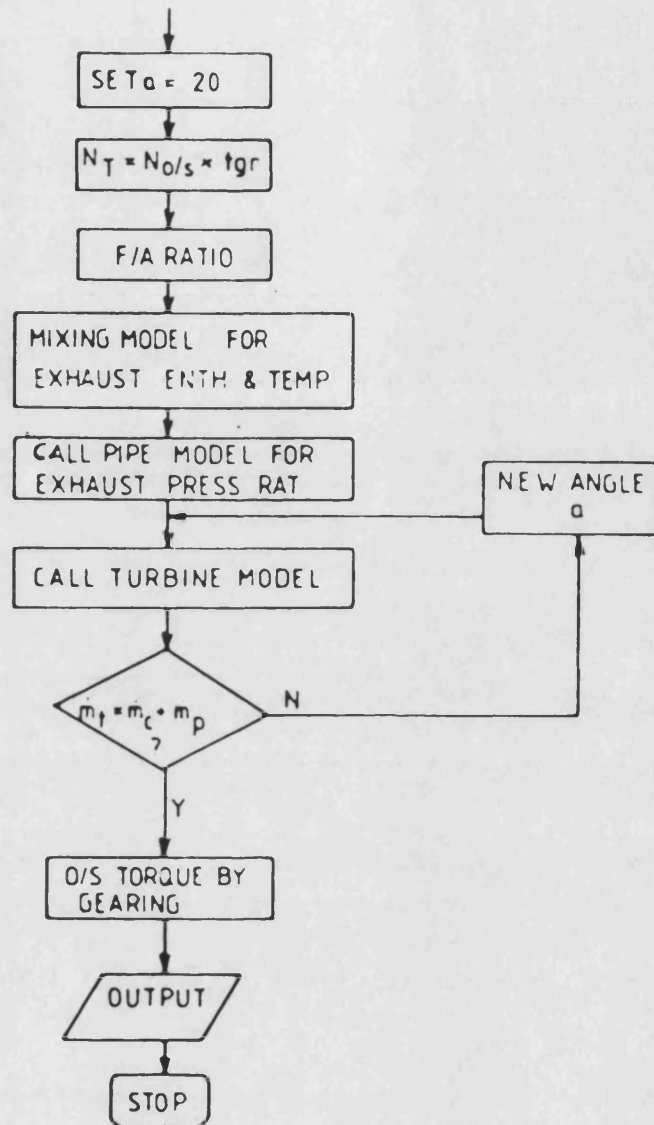 SET a = 20
N_T = N_O/S * tgr
F/A RATIO
MIXING MODEL FOR
EXHAUST ENTH & TEMP
CALL PIPE MODEL FOR
EXHAUST PRESS RAT
NEW ANGLE
a
CALL TURBINE MODEL
ṁ_t = ṁ_c + ṁ_p
?
N
Y
O/S TORQUE BY
GEARING
OUTPUT
STOP